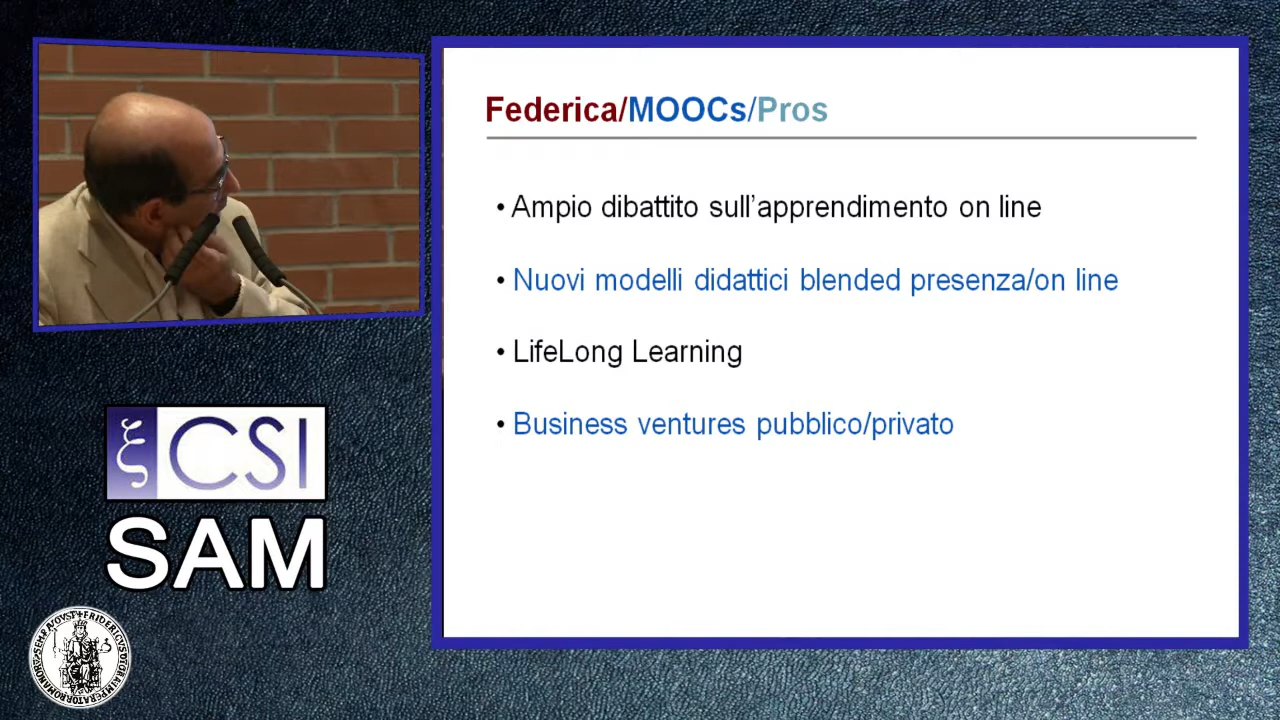 Federica/MOOCs/Pros
• Ampio dibattito sull'apprendimento on line
• Nuovi modelli didattici blended presenza/on line
• LifeLong Learning
• Business ventures pubblico/privato
ξCSI
SAM